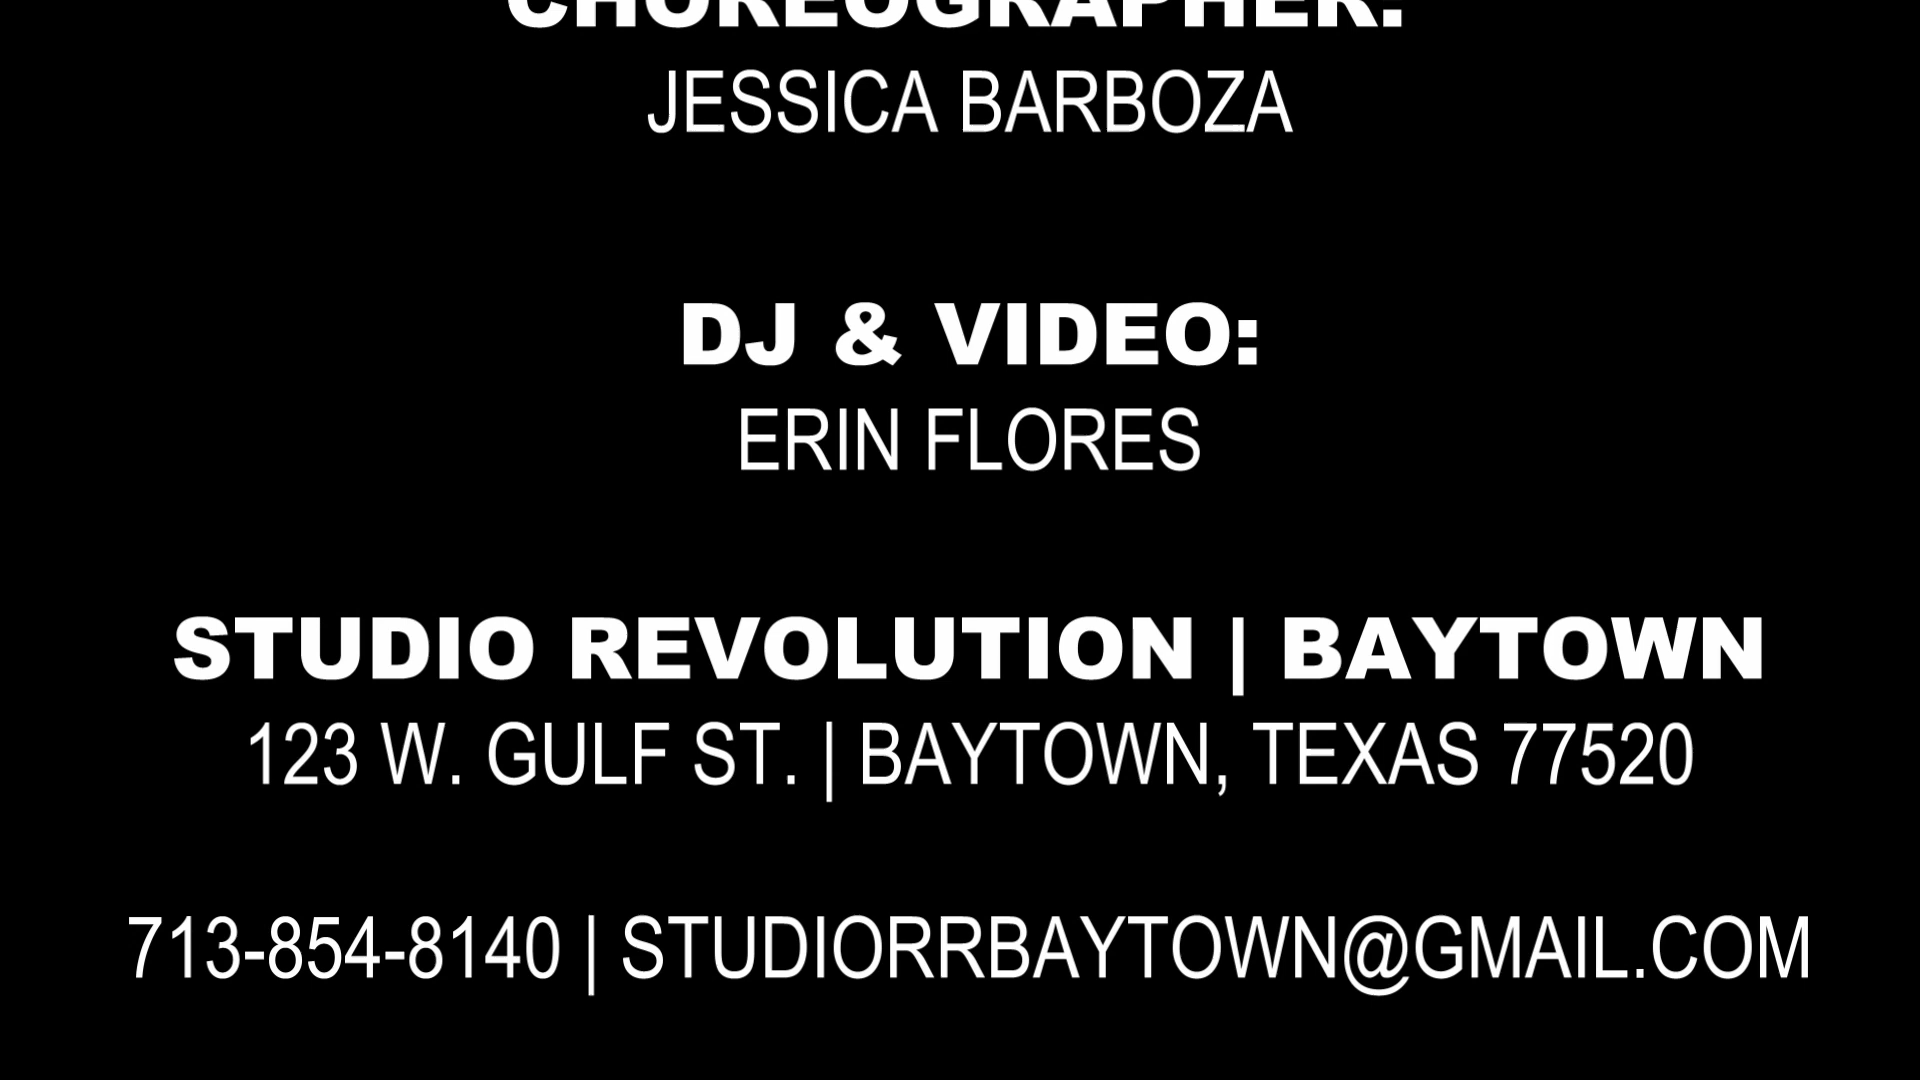 CHOREOGRAPHER:
JESSICA BARBOZA
DJ & VIDEO:
ERIN FLORES
STUDIO REVOLUTION | BAYTOWN
123 W. GULF ST. | BAYTOWN, TEXAS 77520
713-854-8140 | STUDIORRBAYTOWN@GMAIL.COM